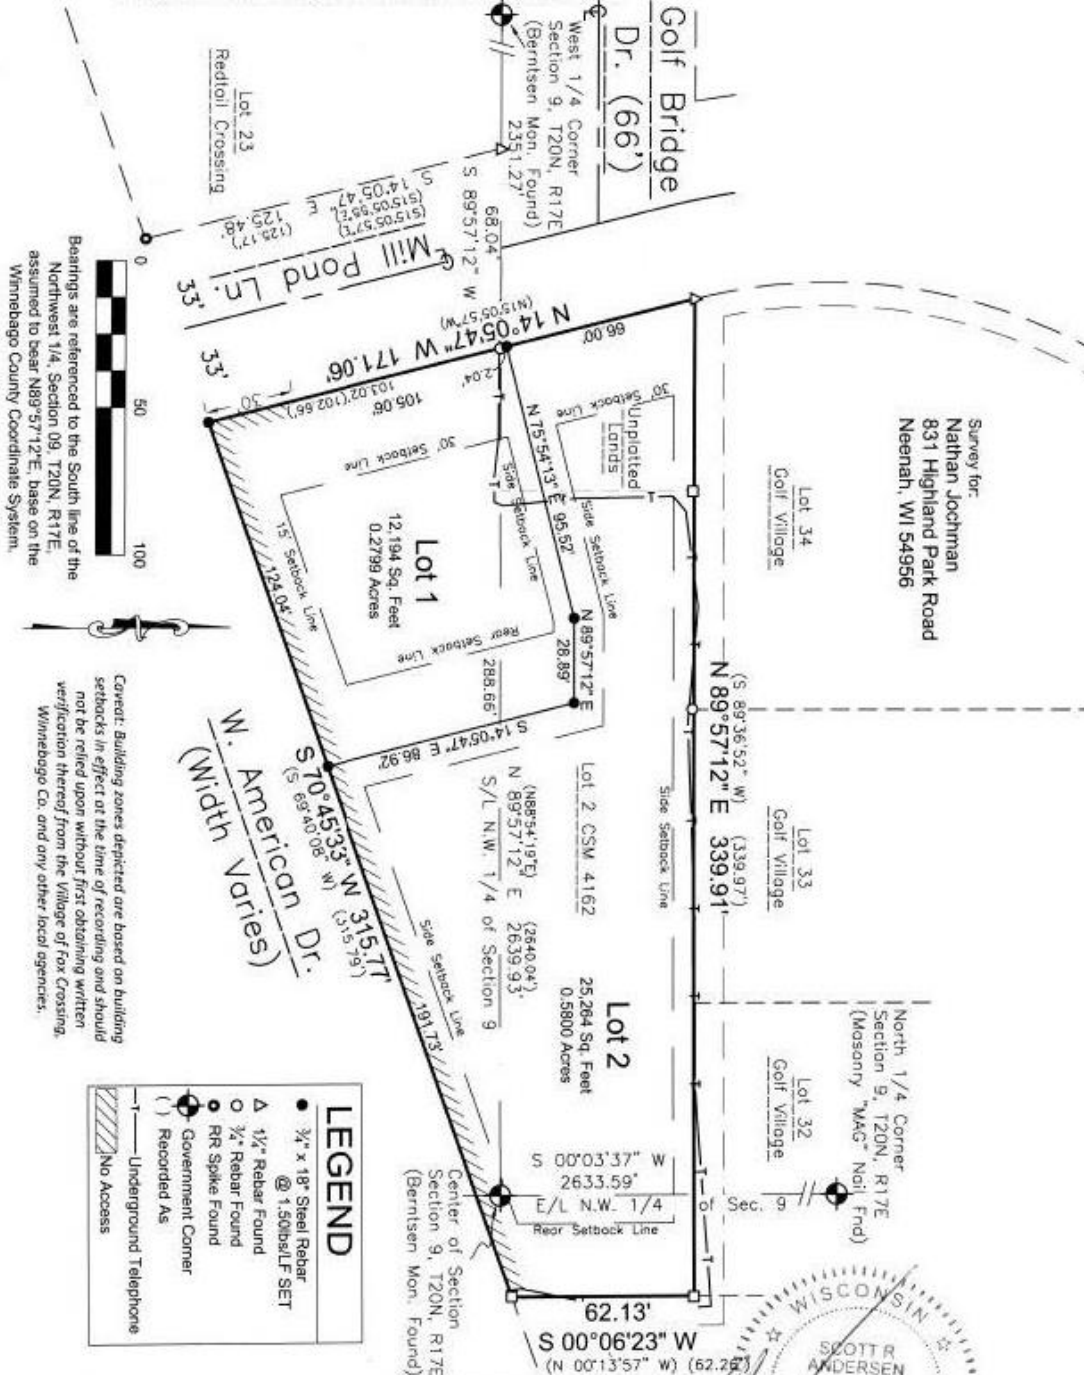 Golf Bridge
Dr. (66')
West 1/4 Corner
Section 9, T20N, R17E
(Berntsen Mon. Found)
2351.27'
68.04'
S 89°57'12" W
Lot 23
Redtail Crossing
S 14°05'47" W
(S15°05'55"E)
(S15°05'57"E)
125.48'
(125.17')
Mill Pond Ln.
33'
33'
Survey for:
Nathan Jochman
831 Highland Park Road
Neenah, WI 54956
Lot 34
Golf Village
Lot 33
Golf Village
Lot 32
Golf Village
North 1/4 Corner
Section 9, T20N, R17E
(Masonry "MAG" Nail Fnd)
(S 89°36'52" W) (339.97')
N 89°57'12" E 339.91'
66.00'
N 14°05'47" W 171.06'
(N15°05'57"W)
2.04'
105.06'
103.02'(102.66')
30'
30'
Setback Line
Unplatted
Lands
N 75°54'13" E 95.52'
Side Setback Line
Side Setback Line
30' Setback Line
N 89°57'12" E
28.89'
Lot 1
12,194 Sq. Feet
0.2799 Acres
15' Setback Line
Rear Setback Line
124.04'
288.66'
S 14°05'47" E 86.92'
Side Setback Line
Lot 2 CSM 4162
(N88°54'19"E) (2640.04')
N 89°57'12" E 2639.93'
S/L N.W. 1/4 of Section 9
Lot 2
25,264 Sq. Feet
0.5800 Acres
Side Setback Line
191.73'
S 00°03'37" W
2633.59'
E/L N.W. 1/4 of Sec. 9
Rear Setback Line
S 70°45'33" W 315.77'
(S 69°40'08" W) (315.79')
W. American Dr.
(Width Varies)
Center of Section
Section 9, T20N, R17E
(Berntsen Mon. Found)
62.13'
S 00°06'23" W
(N 00°13'57" W) (62.26')
WISCONSIN
SCOTT R
ANDERSEN
0 50 100
Bearings are referenced to the South line of the
Northwest 1/4, Section 09, T20N, R17E,
assumed to bear N89°57'12"E, base on the
Winnebago County Coordinate System.
Caveat: Building zones depicted are based on building
setbacks in effect at the time of recording and should
not be relied upon without first obtaining written
verification thereof from the Village of Fox Crossing,
Winnebago Co. and any other local agencies.
LEGEND
¾" x 18" Steel Rebar
@ 1.50lbs/LF SET
1¼" Rebar Found
¾" Rebar Found
RR Spike Found
Government Corner
( ) Recorded As
T Underground Telephone
No Access